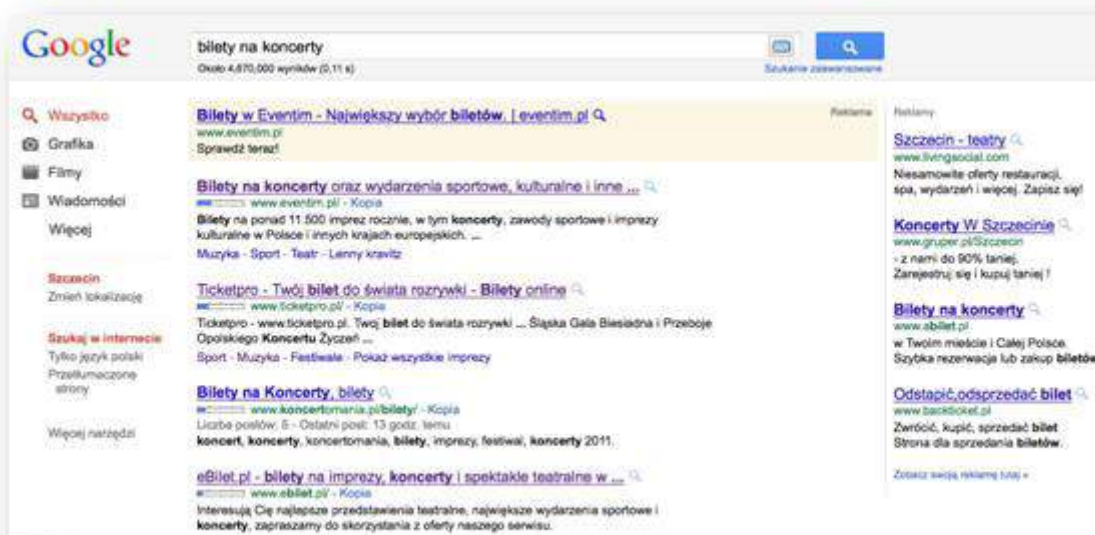 Google
bilety na koncerty
Około 4,670,000 wyników (0,11 s)
Szukanie zaawansowane
Wszystko
Grafika
Filmy
Wiadomości
Więcej
Szczecin
Zmień lokalizację
Szukaj w internecie
Tylko język polski
Przetłumaczone
strony
Więcej narzędzi
Bilety w Eventim - Największy wybór biletów. | eventim.pl
Reklama
www.eventim.pl
Sprawdź teraz!
Bilety na koncerty oraz wydarzenia sportowe, kulturalne i inne ...
www.eventim.pl/ - Kopia
Bilety na ponad 11.500 imprez rocznie, w tym koncerty, zawody sportowe i imprezy
kulturalne w Polsce i innych krajach europejskich. ...
Muzyka - Sport - Teatr - Lenny kravitz
Ticketpro - Twój bilet do świata rozrywki - Bilety online
www.ticketpro.pl/ - Kopia
Ticketpro - www.ticketpro.pl. Twoj bilet do świata rozrywki ... Śląska Gala Biesiadna i Przeboje
Opolskiego Koncertu Życzeń ...
Sport - Muzyka - Festiwale - Pokaż wszystkie imprezy
Bilety na Koncerty, bilety
www.koncertomania.pl/bilety/ - Kopia
Liczba postów: 5 - Ostatni post: 13 godz. temu
koncert, koncerty, koncertomania, bilety, imprezy, festiwal, koncerty 2011.
eBilet.pl - bilety na imprezy, koncerty i spektakle teatralne w ...
www.ebilet.pl/ - Kopia
Interesują Cię najlepsze przedstawienia teatralne, największe wydarzenia sportowe i
koncerty, zapraszamy do skorzystania z oferty naszego serwisu.
Reklamy
Szczecin - teatry
www.livingsocial.com
Niesamowite oferty restauracji,
spa, wydarzeń i więcej. Zapisz się!
Koncerty W Szczecinie
www.gruper.pl/Szczecin
- z nami do 90% taniej.
Zarejestruj się i kupuj taniej !
Bilety na koncerty
www.abilet.pl
w Twoim mieście i Całej Polsce.
Szybka rezerwacja lub zakup biletów
Odstąpić,odsprzedać bilet
www.backticket.pl
Zwrócić, kupić, sprzedać bilet
Strona dla sprzedania biletów.
Zobacz swoją reklamę tutaj »